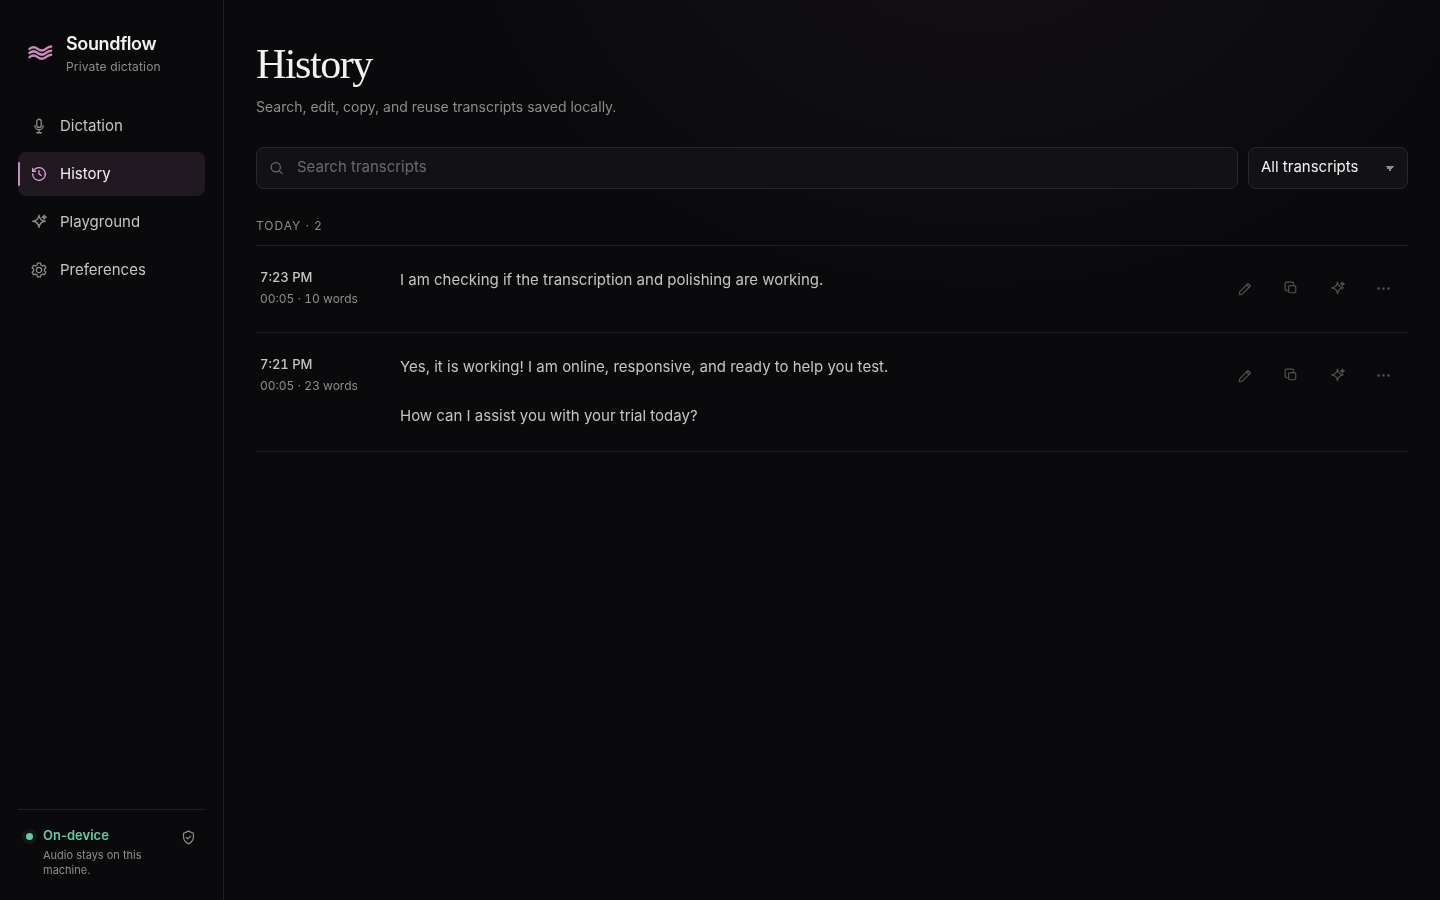 Soundflow
Private dictation
Dictation
History
Playground
Preferences
On-device
Audio stays on this
machine.
History
Search, edit, copy, and reuse transcripts saved locally.
Search transcripts
All transcripts
TODAY · 2
7:23 PM
00:05 · 10 words
I am checking if the transcription and polishing are working.
7:21 PM
00:05 · 23 words
Yes, it is working! I am online, responsive, and ready to help you test.
How can I assist you with your trial today?